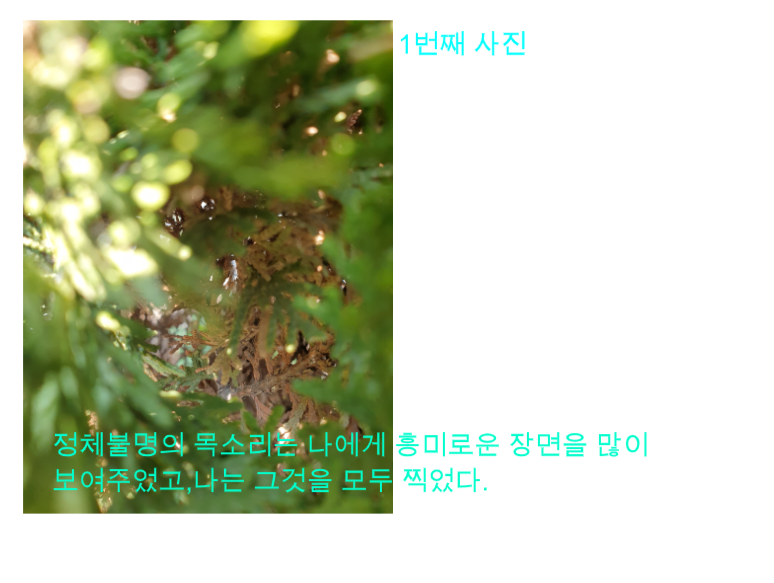 1번째 사진
정체불명의 목소리는 나에게 흥미로운 장면을 많이
보여주었고,나는 그것을 모두 찍었다.